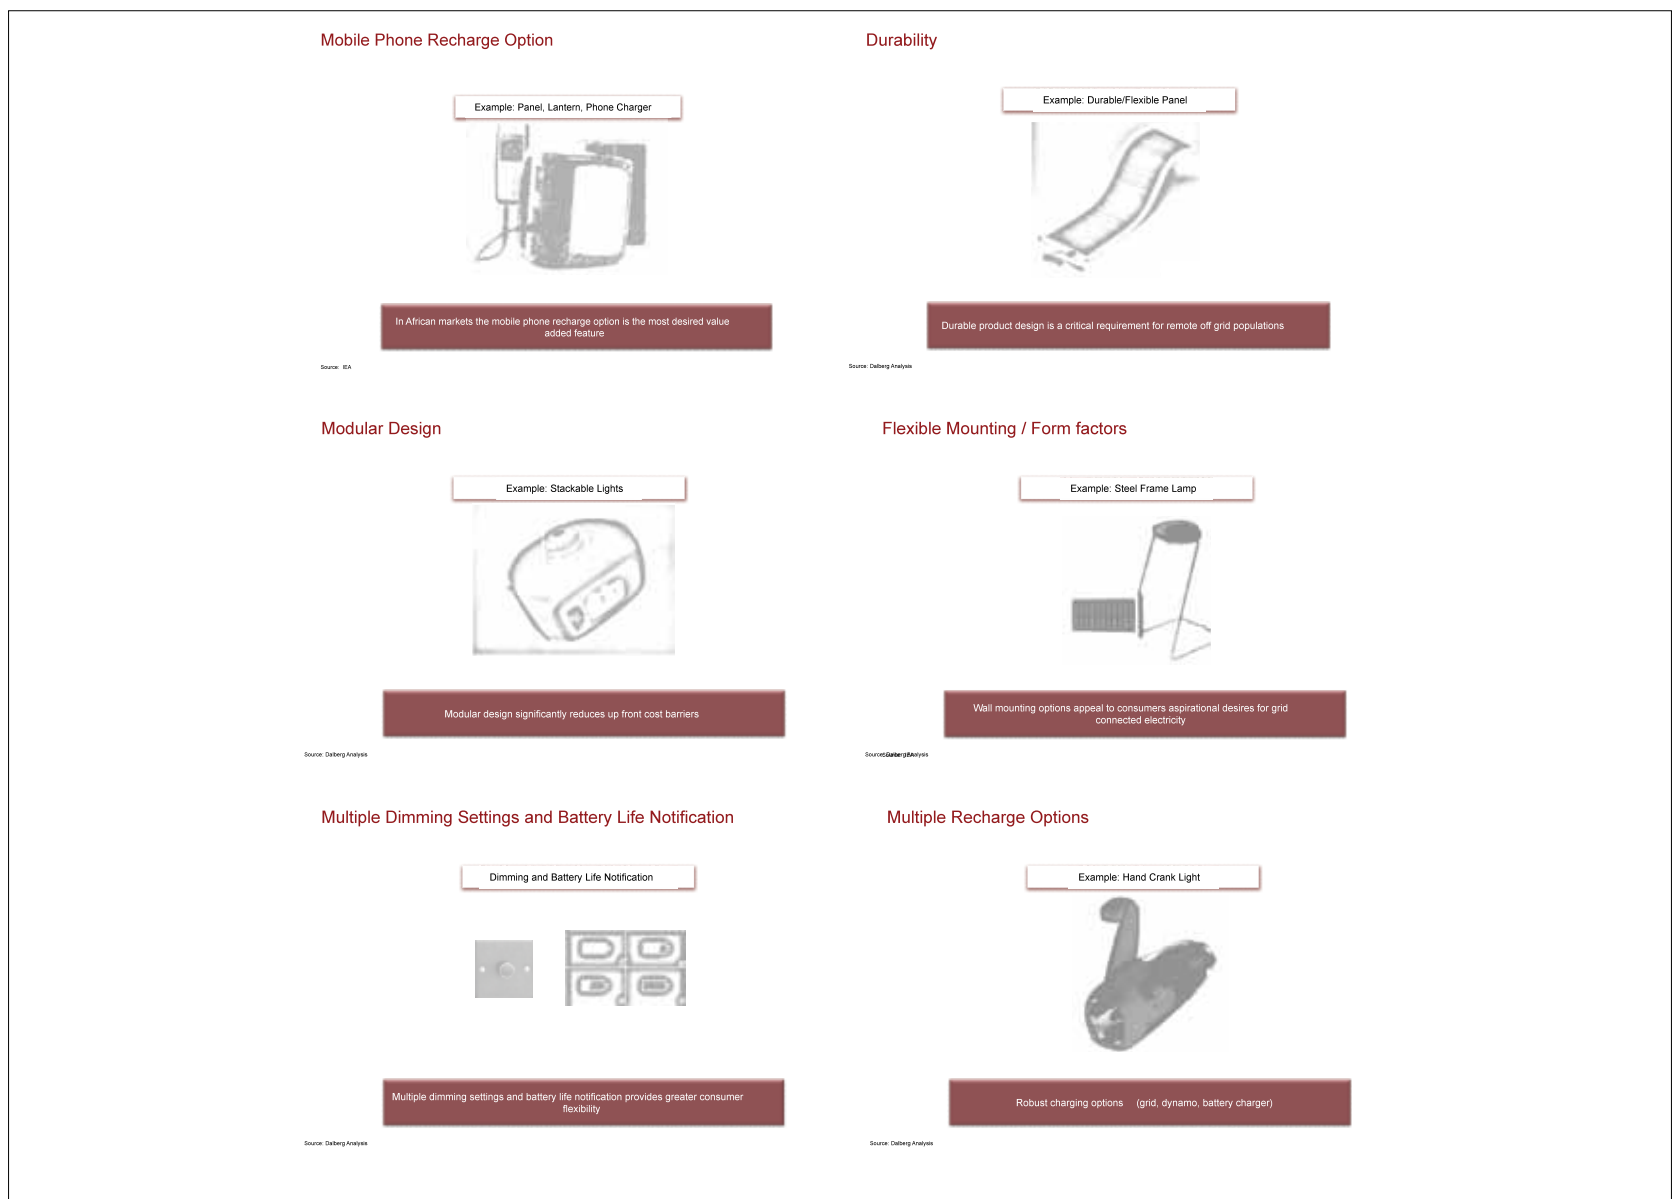 Mobile Phone Recharge Option
Example: Panel, Lantern, Phone Charger
In African markets the mobile phone recharge option is the most desired value
added feature
Source: IEA
Durability
Example: Durable/Flexible Panel
Durable product design is a critical requirement for remote off grid populations
Source: Dalberg Analysis
Modular Design
Example: Stackable Lights
Modular design significantly reduces up front cost barriers
Source: Dalberg Analysis
Flexible Mounting / Form factors
Example: Steel Frame Lamp
Wall mounting options appeal to consumers aspirational desires for grid
connected electricity
Source: Dalberg Analysis
Multiple Dimming Settings and Battery Life Notification
Dimming and Battery Life Notification
Multiple dimming settings and battery life notification provides greater consumer
flexibility
Source: Dalberg Analysis
Multiple Recharge Options
Example: Hand Crank Light
Robust charging options (grid, dynamo, battery charger)
Source: Dalberg Analysis